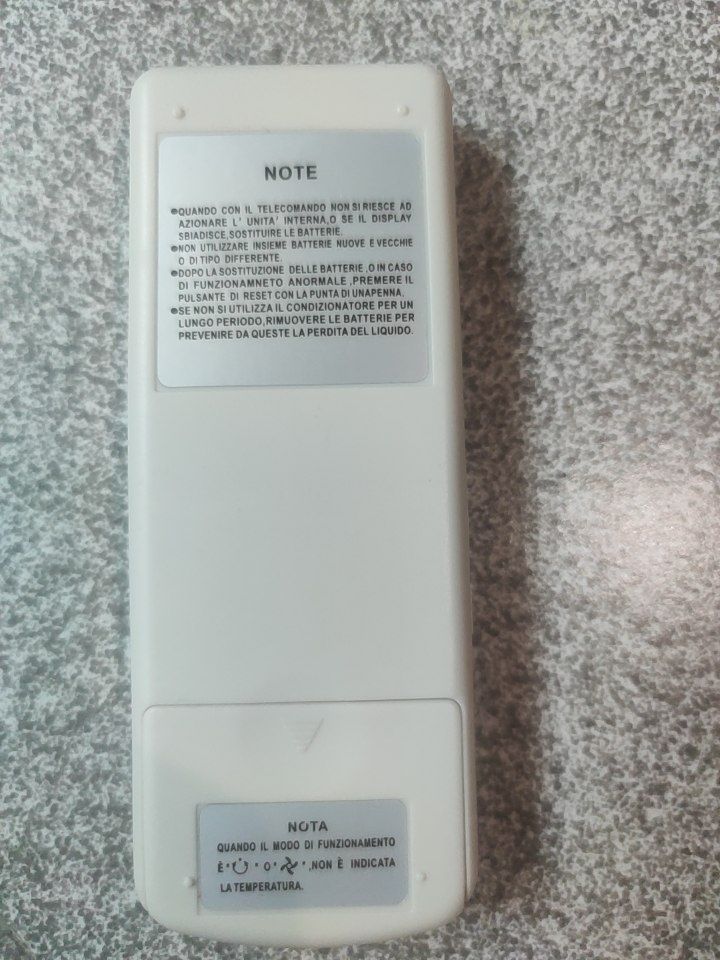 NOTE
●QUANDO CON IL TELECOMANDO NON SI RIESCE AD
AZIONARE L' UNITA' INTERNA,O SE IL DISPLAY
SBIADISCE,SOSTITUIRE LE BATTERIE.
●NON UTILIZZARE INSIEME BATTERIE NUOVE E VECCHIE
O DI TIPO DIFFERENTE.
●DOPO LA SOSTITUZIONE DELLE BATTERIE ,O IN CASO
DI FUNZIONAMNETO ANORMALE ,PREMERE IL
PULSANTE DI RESET CON LA PUNTA DI UNAPENNA.
●SE NON SI UTILIZZA IL CONDIZIONATORE PER UN
LUNGO PERIODO,RIMUOVERE LE BATTERIE PER
PREVENIRE DA QUESTE LA PERDITA DEL LIQUIDO.
NOTA
QUANDO IL MODO DI FUNZIONAMENTO
È " " O " ",NON È INDICATA
LA TEMPERATURA.